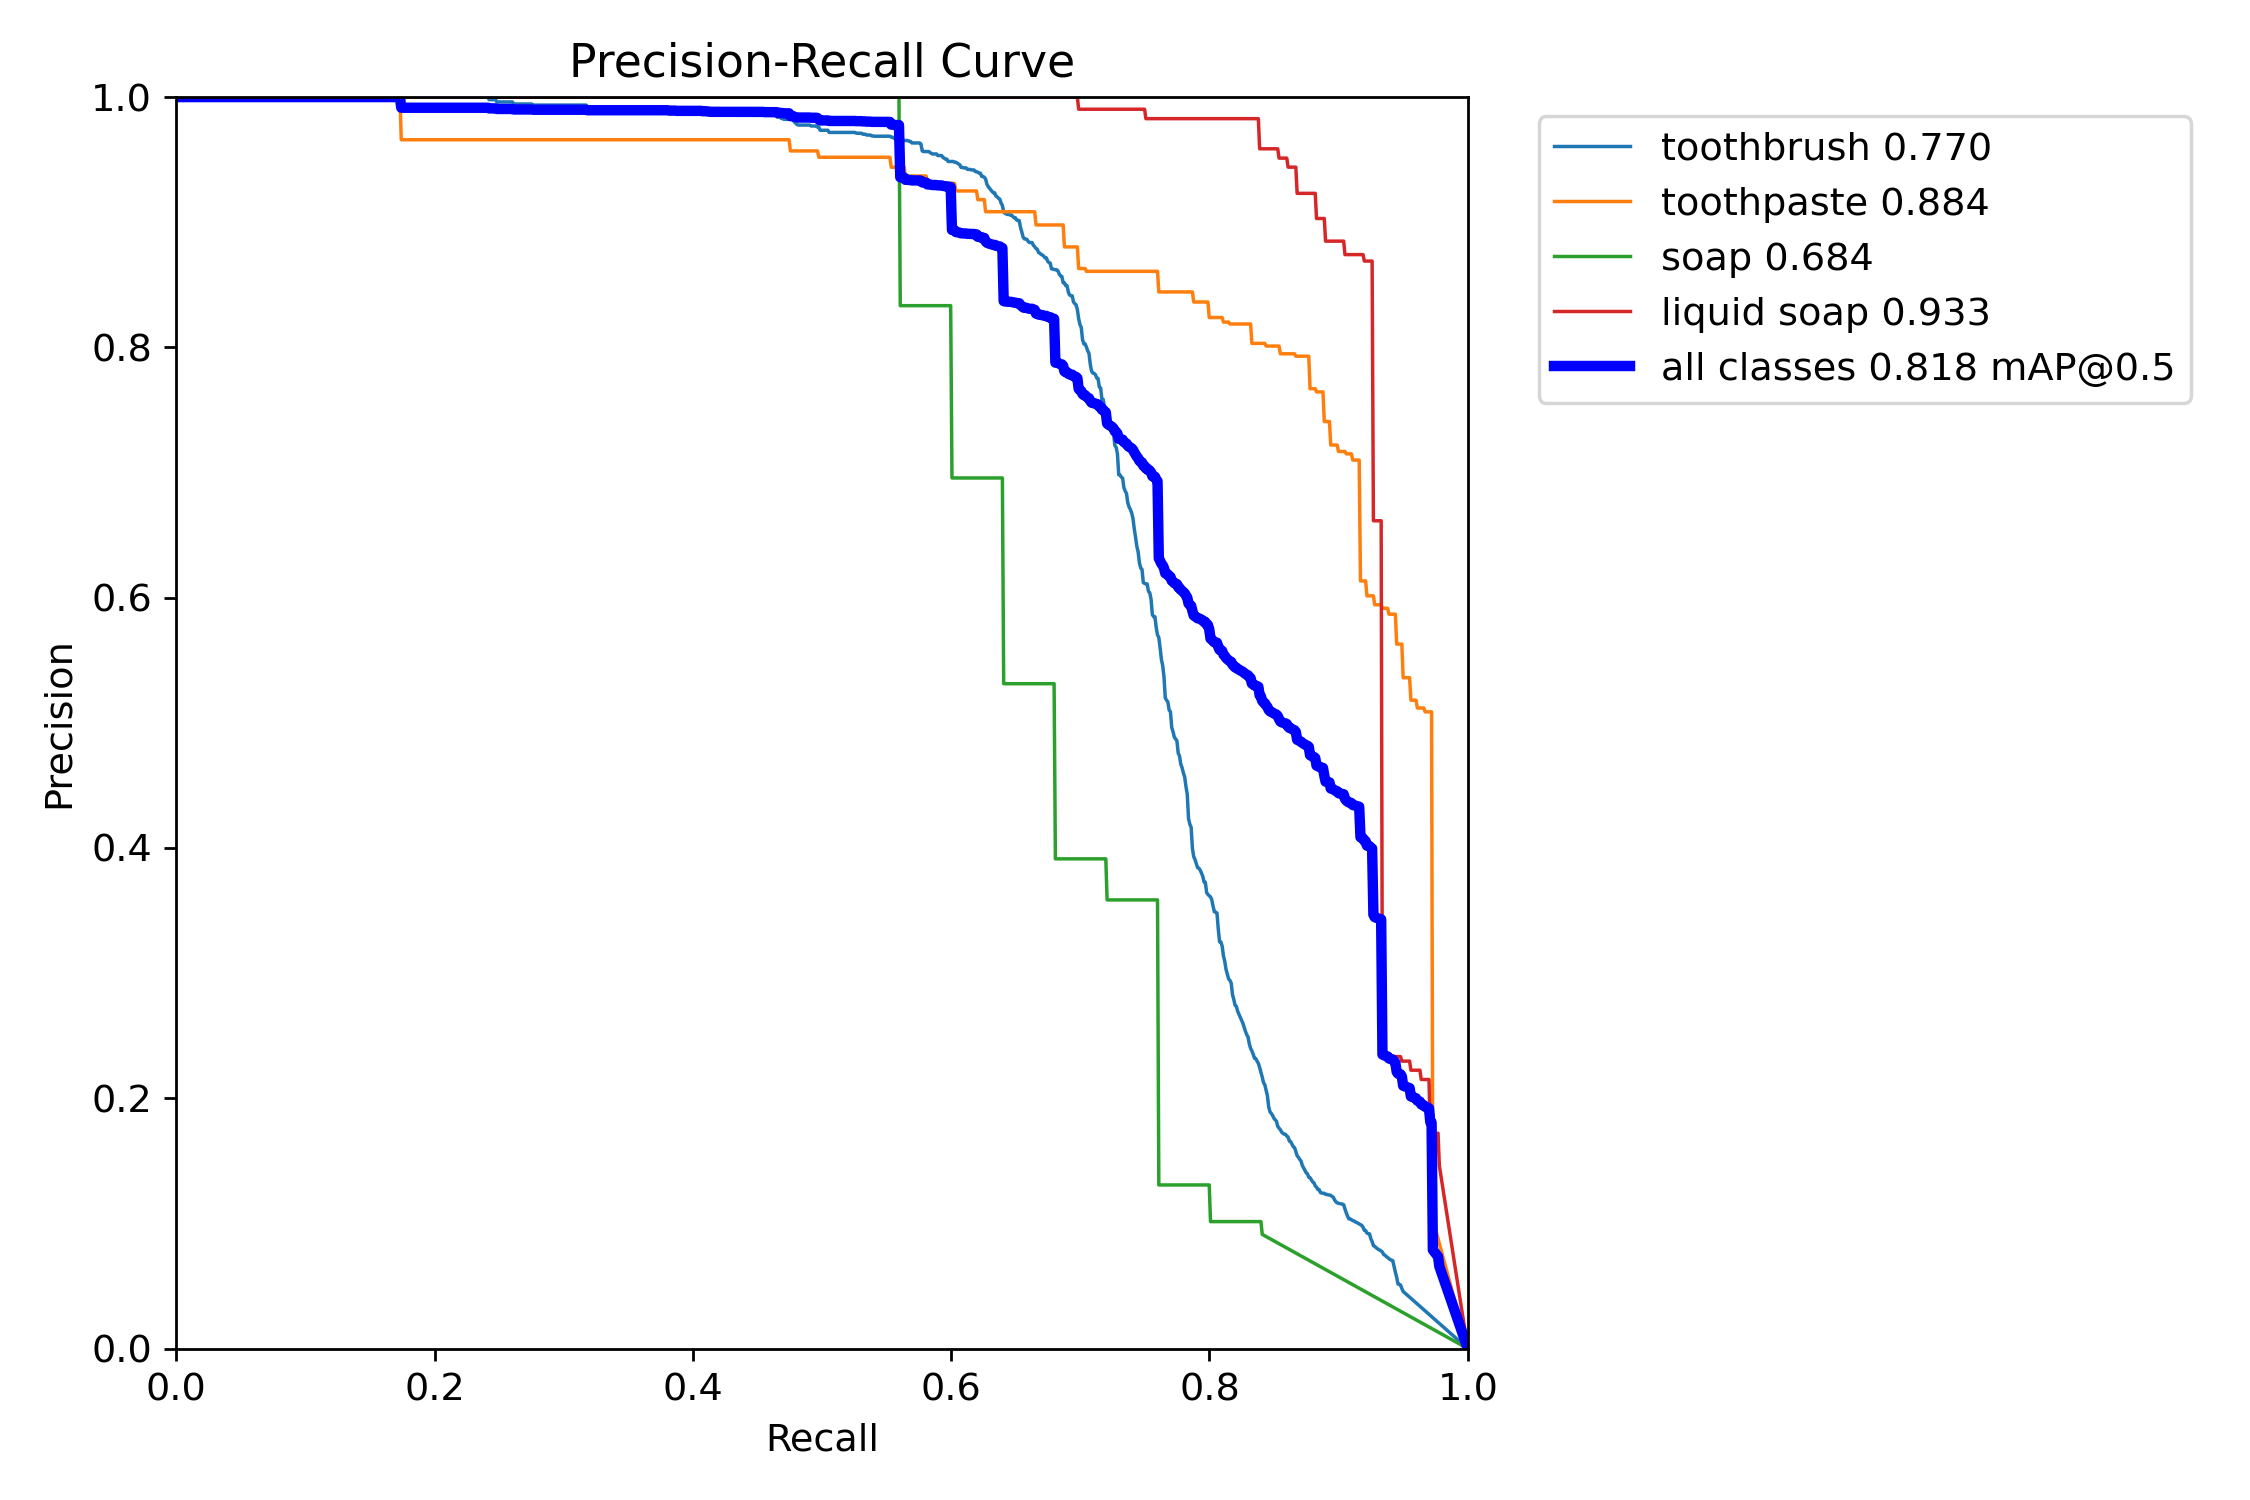 Precision-Recall Curve
1.0
0.8
0.6
0.4
0.2
0.0
Precision
0.0 0.2 0.4 0.6 0.8 1.0
Recall
toothbrush 0.770
toothpaste 0.884
soap 0.684
liquid soap 0.933
all classes 0.818 mAP@0.5